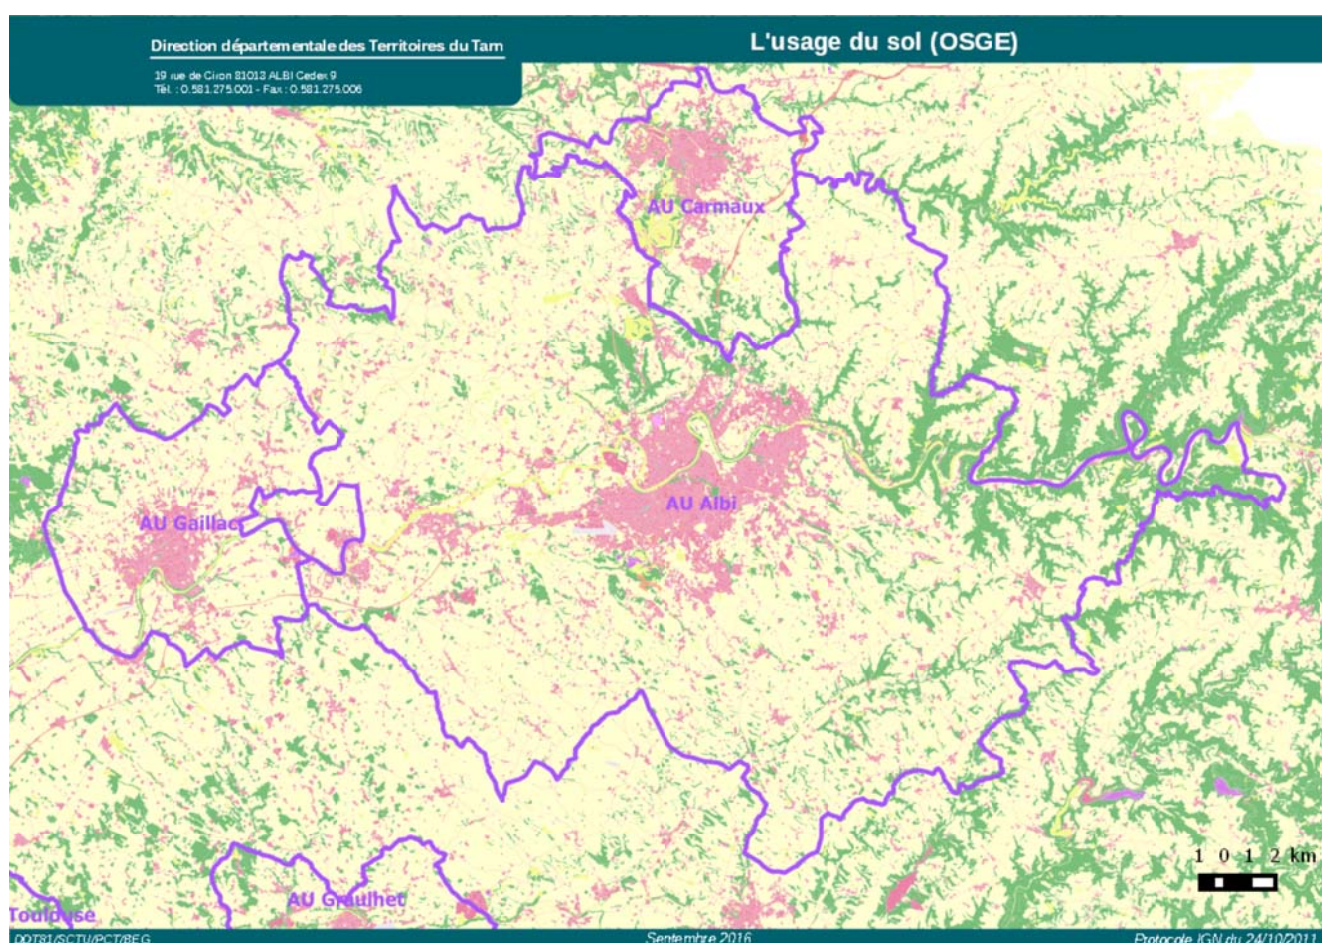 Direction départementale des Territoires du Tarn
L'usage du sol (OSGE)
19 rue de Ciron 81013 ALBI Cedex 9
Tél. : 0.581.275.001 - Fax : 0.581.275.006
AU Carmaux
AU Albi
AU Gaillac
AU Graulhet
Toulouse
1 0 1 2 km
DDT81/SCTU/PCT/BEG
Septembre 2016
Protocole IGN du 24/10/2011